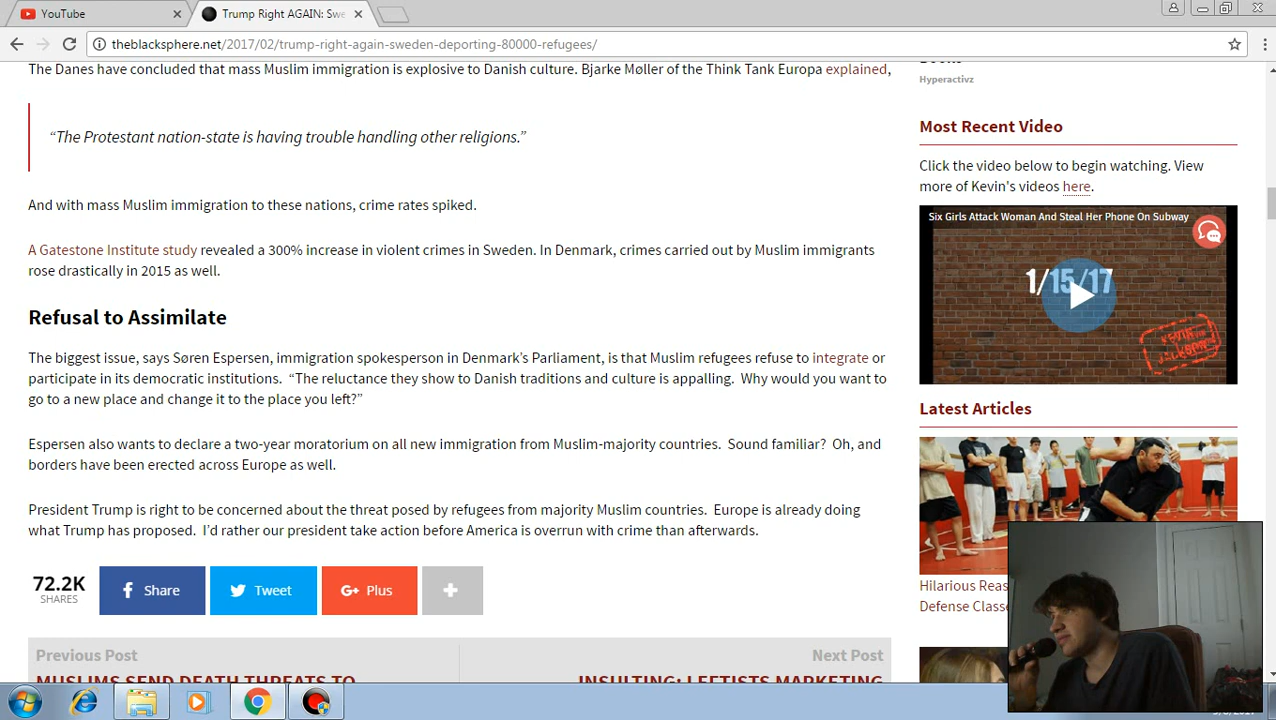 YouTube
Trump Right AGAIN: Swe
theblacksphere.net/2017/02/trump-right-again-sweden-deporting-80000-refugees/
The Danes have concluded that mass Muslim immigration is explosive to Danish culture. Bjarke Møller of the Think Tank Europa explained,
“The Protestant nation-state is having trouble handling other religions.”
And with mass Muslim immigration to these nations, crime rates spiked.
A Gatestone Institute study revealed a 300% increase in violent crimes in Sweden. In Denmark, crimes carried out by Muslim immigrants
rose drastically in 2015 as well.
Refusal to Assimilate
The biggest issue, says Søren Espersen, immigration spokesperson in Denmark’s Parliament, is that Muslim refugees refuse to integrate or
participate in its democratic institutions. “The reluctance they show to Danish traditions and culture is appalling. Why would you want to
go to a new place and change it to the place you left?”
Espersen also wants to declare a two-year moratorium on all new immigration from Muslim-majority countries. Sound familiar? Oh, and
borders have been erected across Europe as well.
President Trump is right to be concerned about the threat posed by refugees from majority Muslim countries. Europe is already doing
what Trump has proposed. I’d rather our president take action before America is overrun with crime than afterwards.
72.2K
SHARES
Share
Tweet
G+ Plus
Previous Post
Next Post
MUSLIMS SEND DEATH THREATS TO
INSULTING: LEFTISTS MARKETING
Hyperactivz
Most Recent Video
Click the video below to begin watching. View
more of Kevin's videos here.
Six Girls Attack Woman And Steal Her Phone On Subway
1/15/17
KEVIN
JACKSON
Latest Articles
Hilarious Reas
Defense Classe